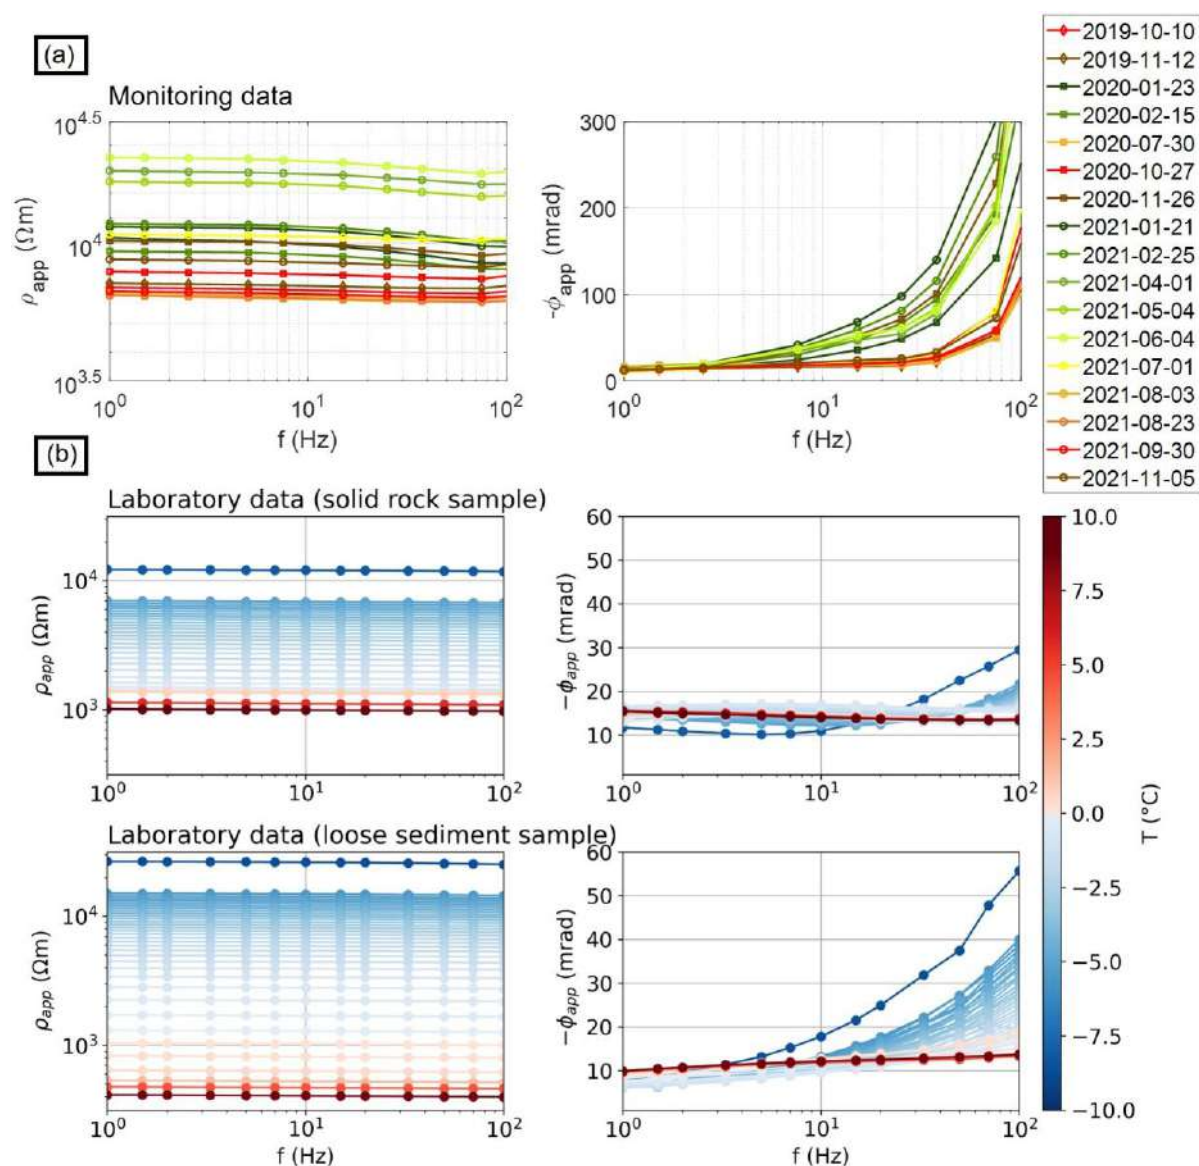 (a)
Monitoring data
10^4.5
10^4
10^3.5
ρ_app (Ωm)
10^0 10^1 10^2
f (Hz)
300
200
100
0
-ϕ_app (mrad)
10^0 10^1 10^2
f (Hz)
2019-10-10
2019-11-12
2020-01-23
2020-02-15
2020-07-30
2020-10-27
2020-11-26
2021-01-21
2021-02-25
2021-04-01
2021-05-04
2021-06-04
2021-07-01
2021-08-03
2021-08-23
2021-09-30
2021-11-05
(b)
Laboratory data (solid rock sample)
10^4
10^3
ρ_app (Ωm)
10^0 10^1 10^2
60
50
40
30
20
10
−ϕ_app (mrad)
10^0 10^1 10^2
Laboratory data (loose sediment sample)
10^4
10^3
ρ_app (Ωm)
10^0 10^1 10^2
f (Hz)
60
50
40
30
20
10
−ϕ_app (mrad)
10^0 10^1 10^2
f (Hz)
10.0
7.5
5.0
2.5
0.0
−2.5
−5.0
−7.5
−10.0
T (°C)